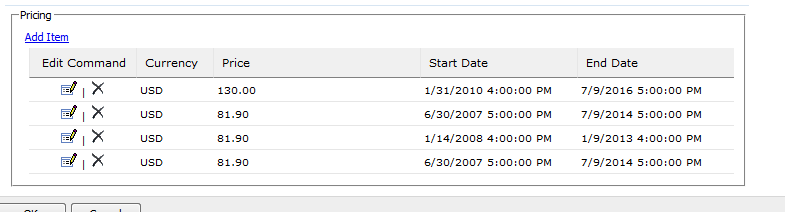 Pricing
Add Item
Edit Command Currency Price Start Date End Date
| USD 130.00 1/31/2010 4:00:00 PM 7/9/2016 5:00:00 PM
| USD 81.90 6/30/2007 5:00:00 PM 7/9/2014 5:00:00 PM
| USD 81.90 1/14/2008 4:00:00 PM 1/9/2013 4:00:00 PM
| USD 81.90 6/30/2007 5:00:00 PM 7/9/2014 5:00:00 PM